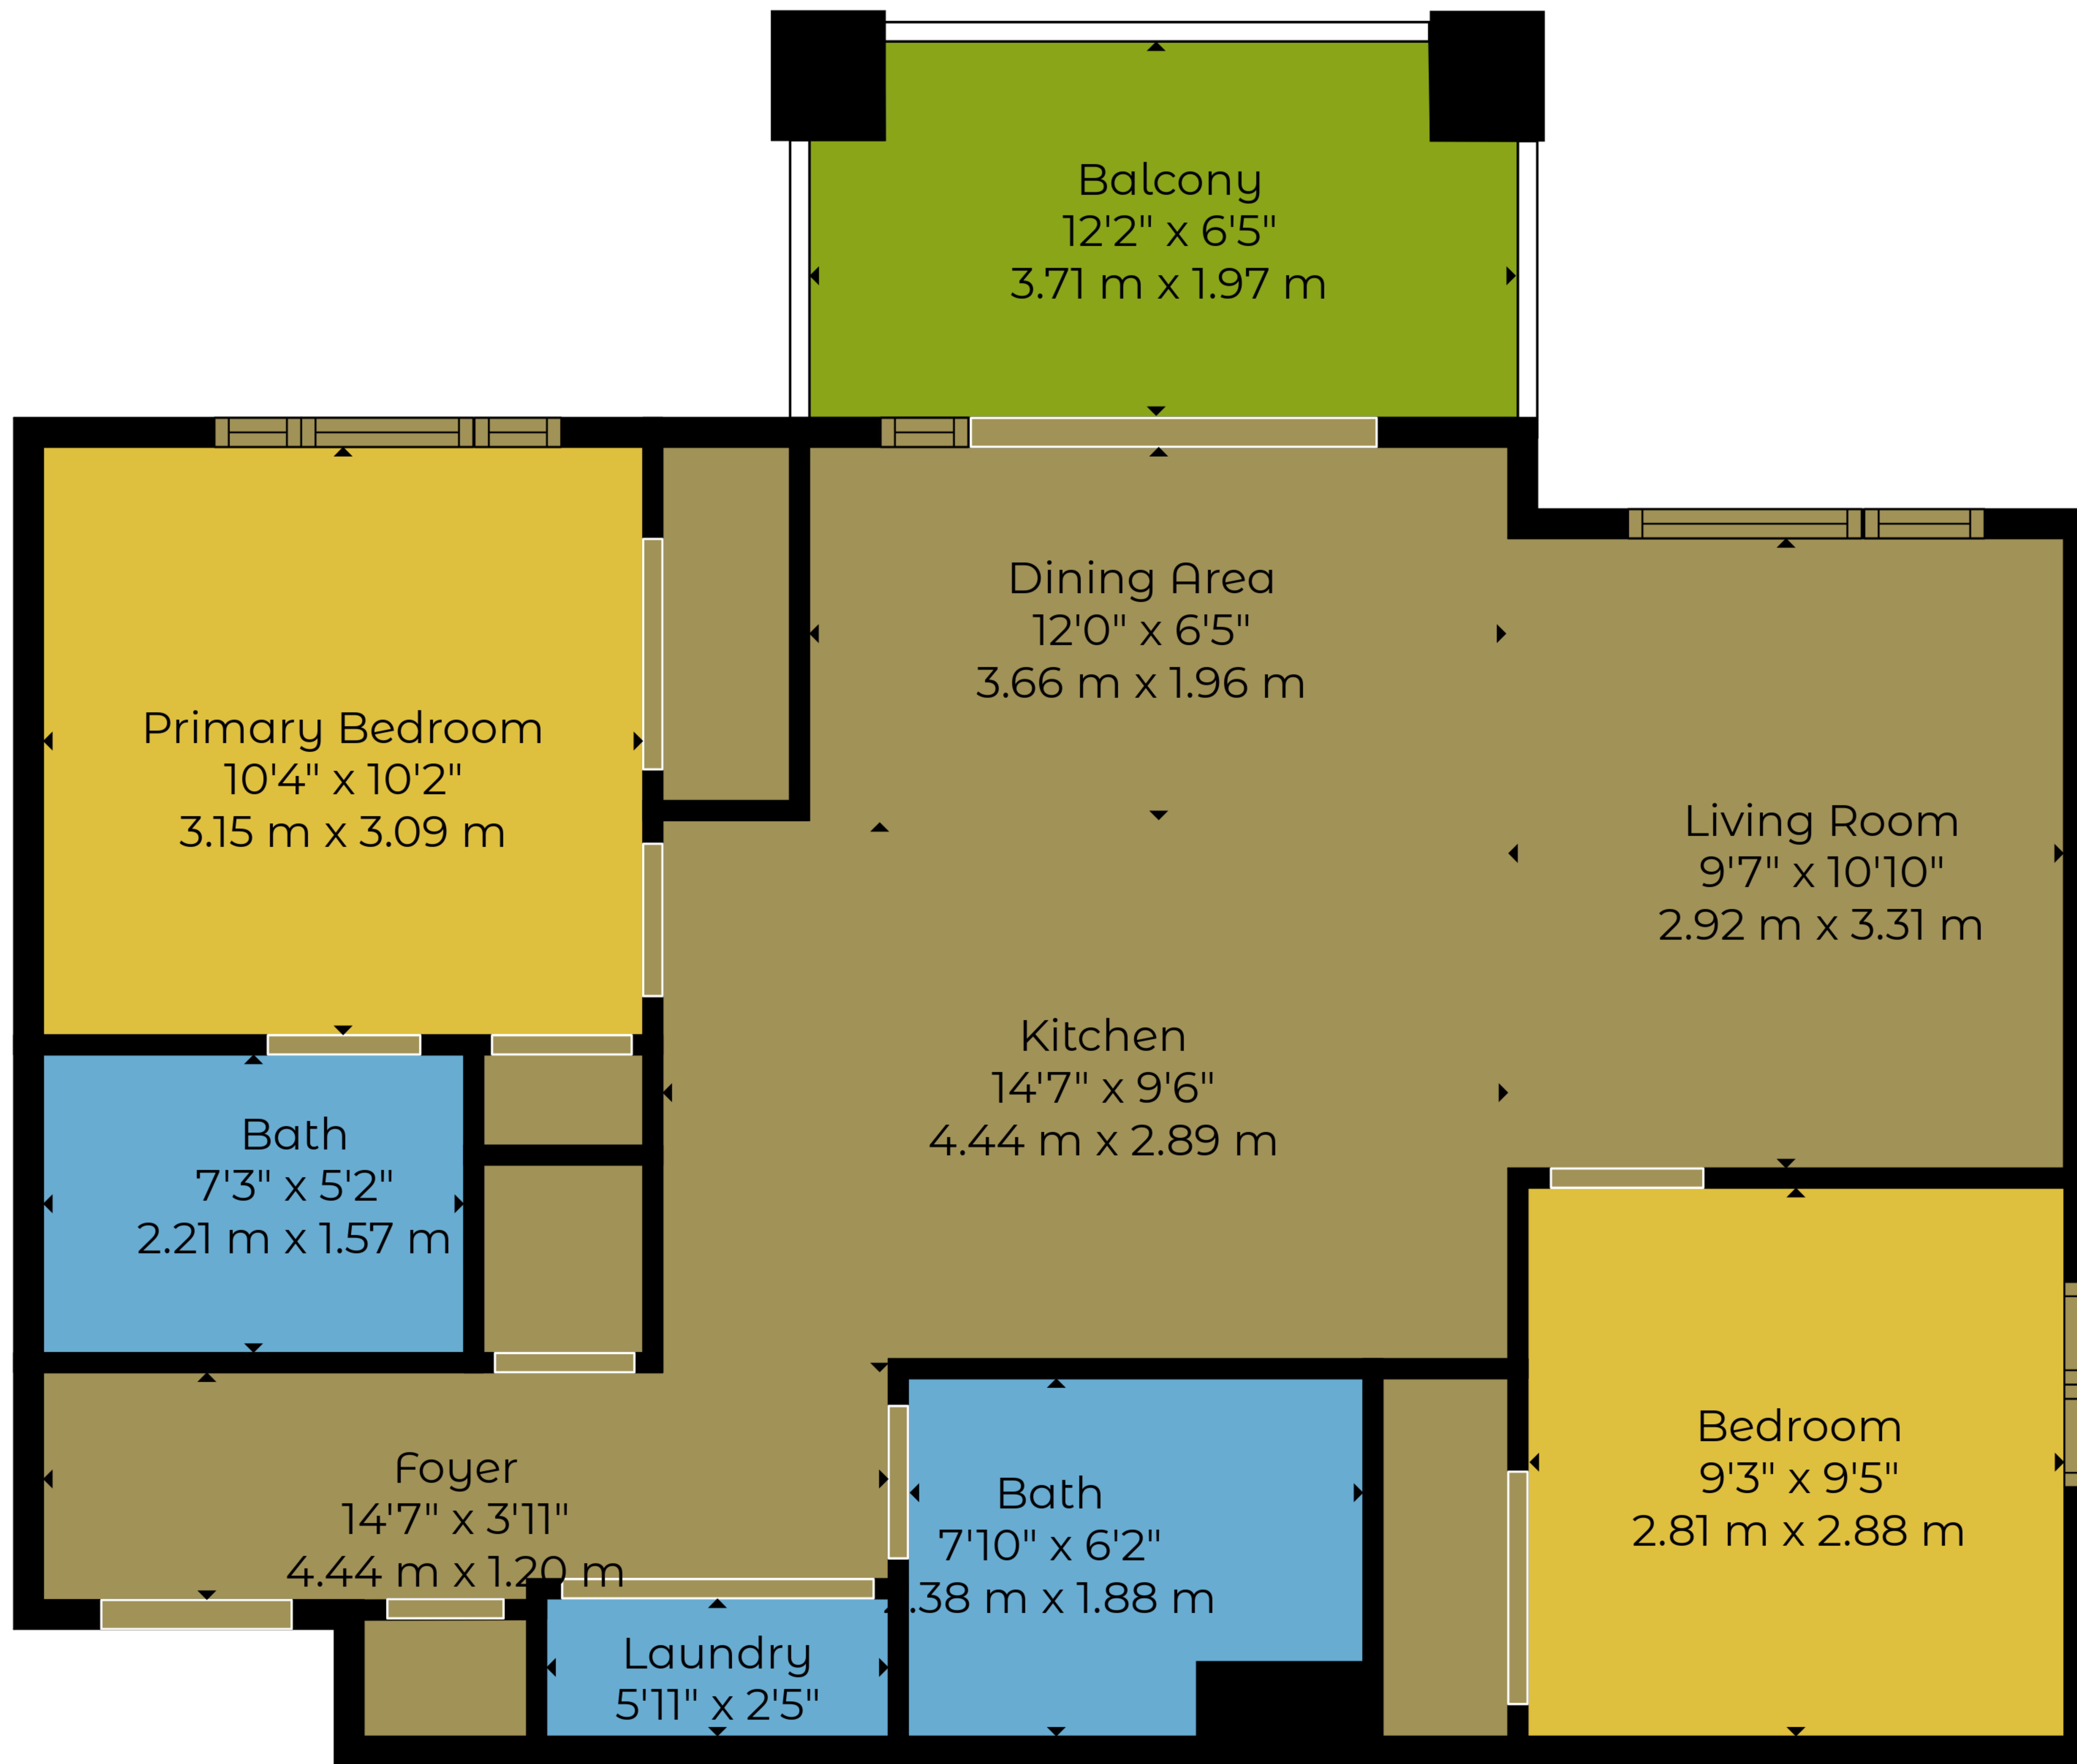 Balcony
12'2" x 6'5"
3.71 m x 1.97 m
Dining Area
12'0" x 6'5"
3.66 m x 1.96 m
Primary Bedroom
10'4" x 10'2"
3.15 m x 3.09 m
Living Room
9'7" x 10'10"
2.92 m x 3.31 m
Kitchen
14'7" x 9'6"
4.44 m x 2.89 m
Bath
7'3" x 5'2"
2.21 m x 1.57 m
Bedroom
9'3" x 9'5"
2.81 m x 2.88 m
Foyer
14'7" x 3'11"
4.44 m x 1.20 m
Bath
7'10" x 6'2"
.38 m x 1.88 m
Laundry
5'11" x 2'5"